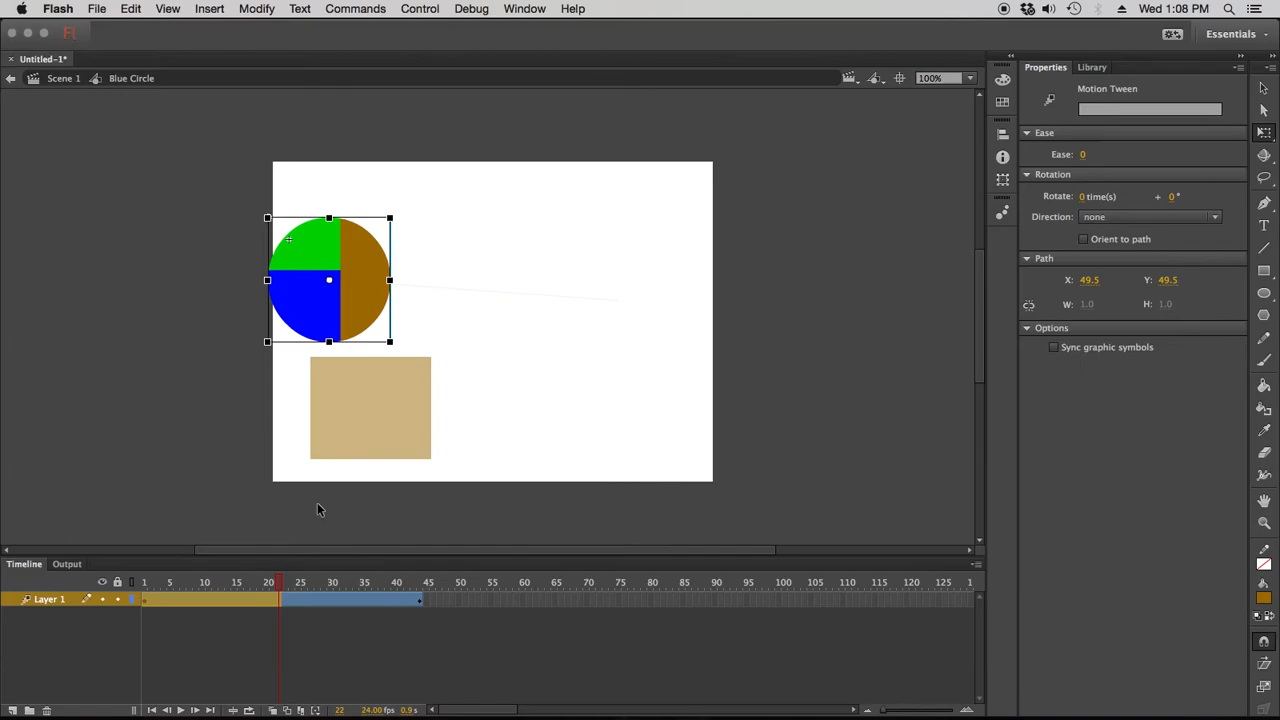 Flash File Edit View Insert Modify Text Commands Control Debug Window Help Wed 1:08 PM
Fl Essentials
× Untitled-1*
Scene 1 Blue Circle 100%
Properties Library
Motion Tween
Ease
Ease: 0
Rotation
Rotate: 0 time(s) + 0 °
Direction: none
Orient to path
Path
X: 49.5 Y: 49.5
W: 1.0 H: 1.0
Options
Sync graphic symbols
Timeline Output
1 5 10 15 20 25 30 35 40 45 50 55 60 65 70 75 80 85 90 95 100 105 110 115 120 125 1
Layer 1
22 24.00 fps 0.9 s